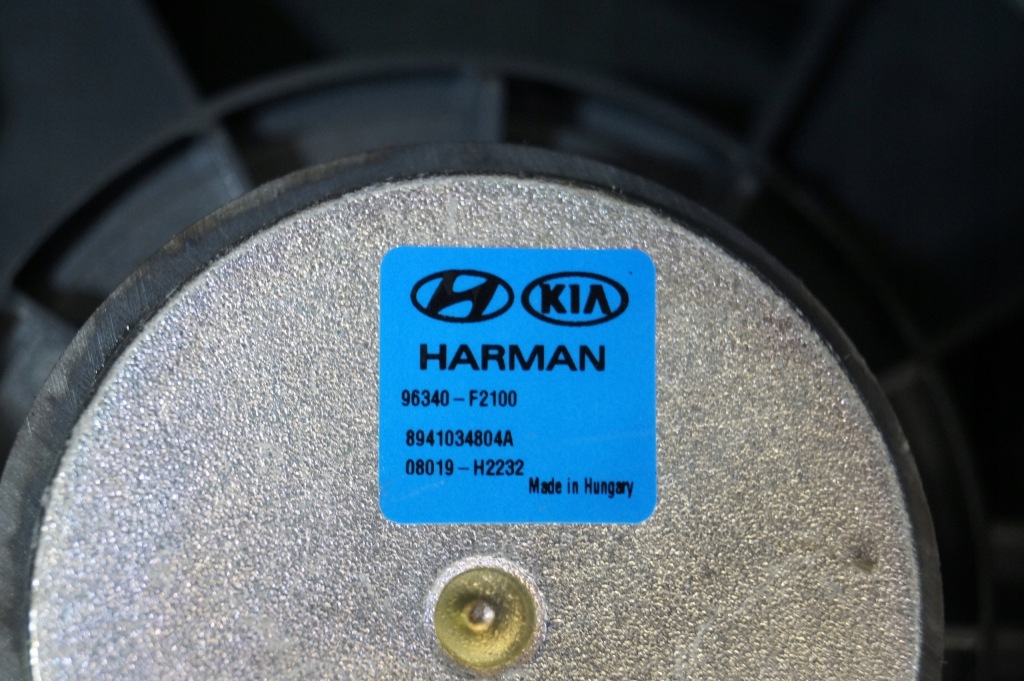 KIA
HARMAN
96340-F2100
8941034804A
08019-H2232
Made in Hungary